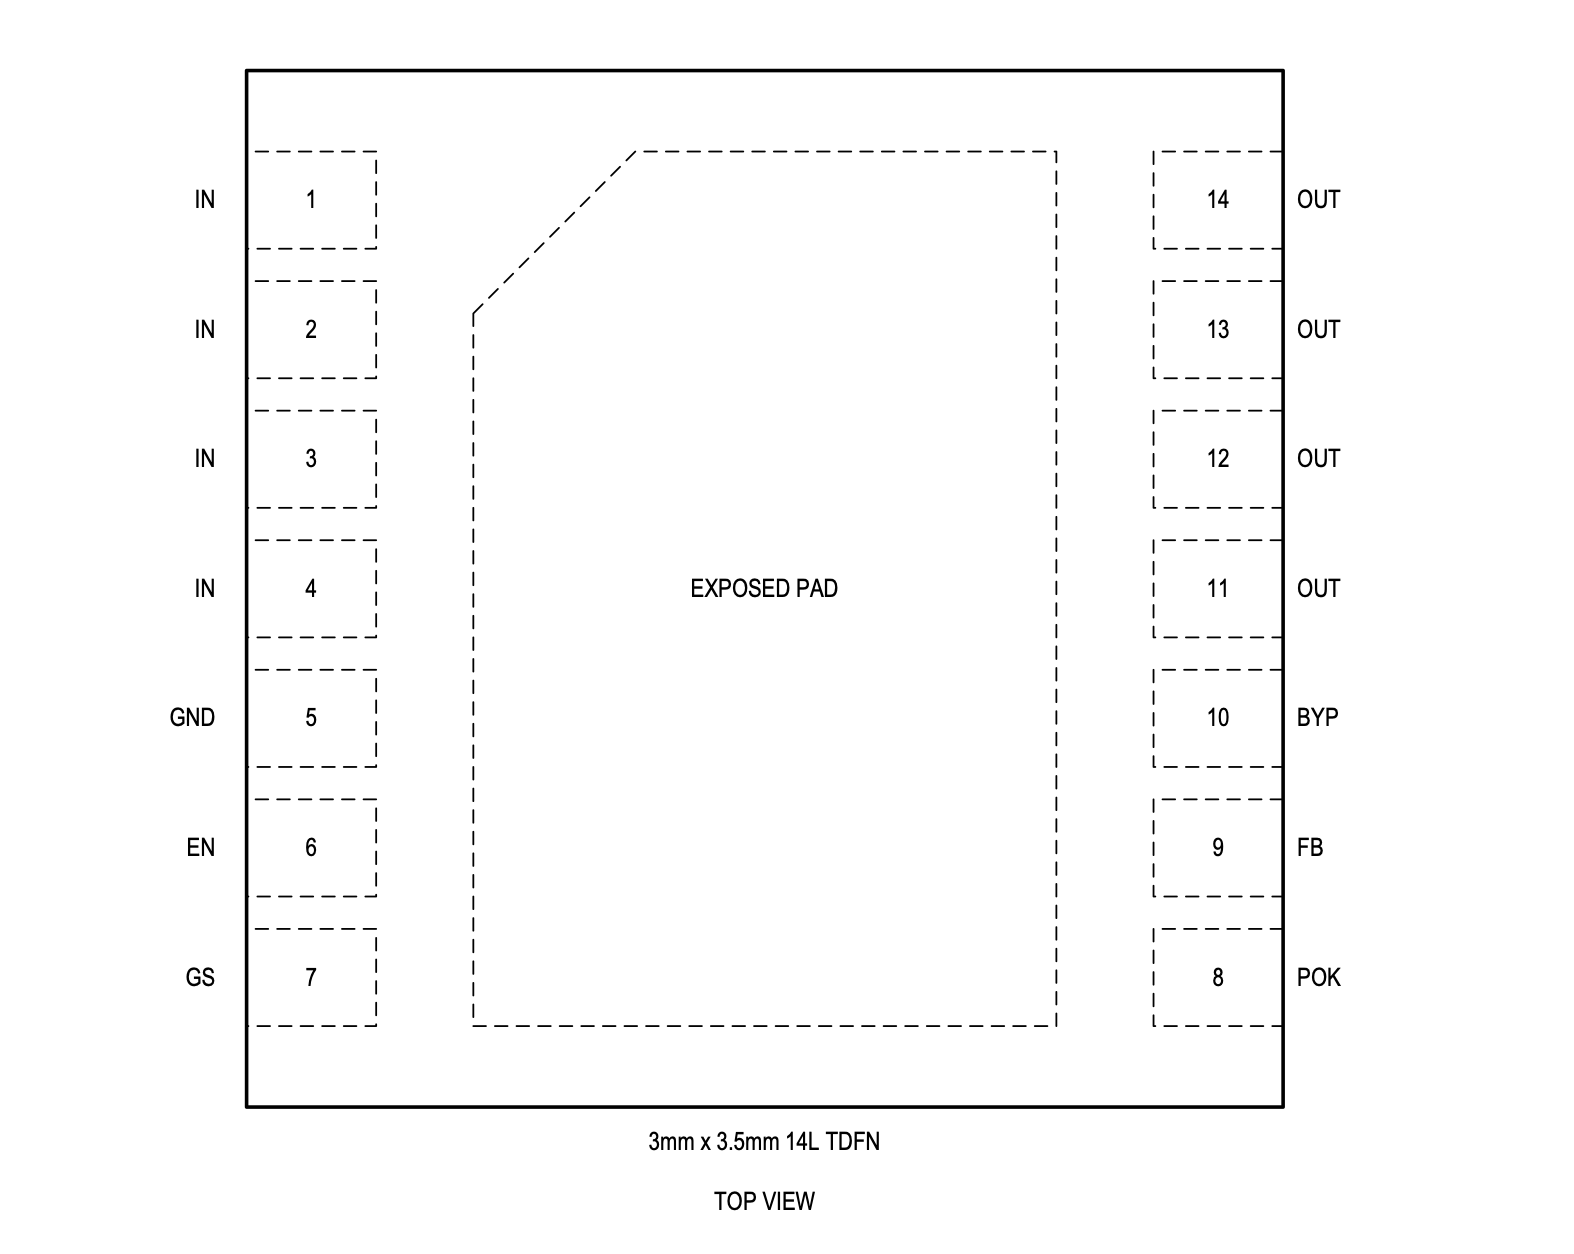 IN 1 14 OUT
IN 2 13 OUT
IN 3 12 OUT
IN 4 EXPOSED PAD 11 OUT
GND 5 10 BYP
EN 6 9 FB
GS 7 8 POK
3mm x 3.5mm 14L TDFN
TOP VIEW